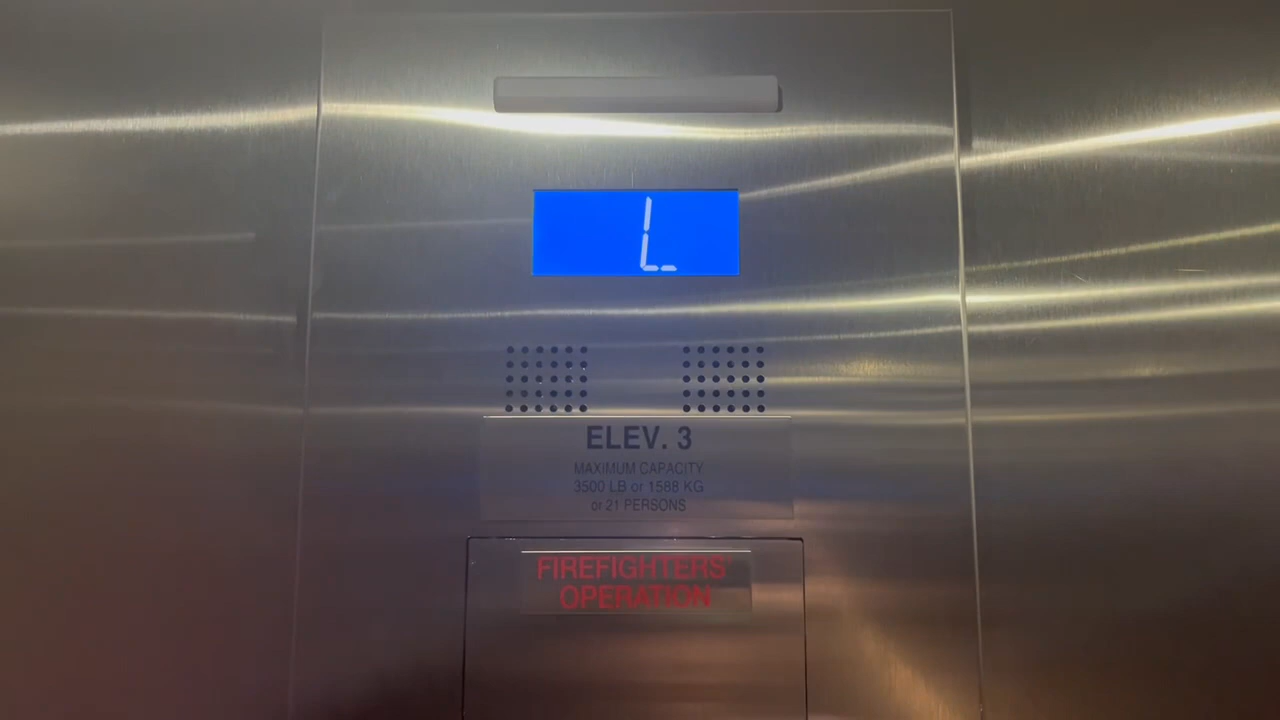 L
ELEV. 3
MAXIMUM CAPACITY
3500 LB or 1588 KG
or 21 PERSONS
FIREFIGHTERS'
OPERATION